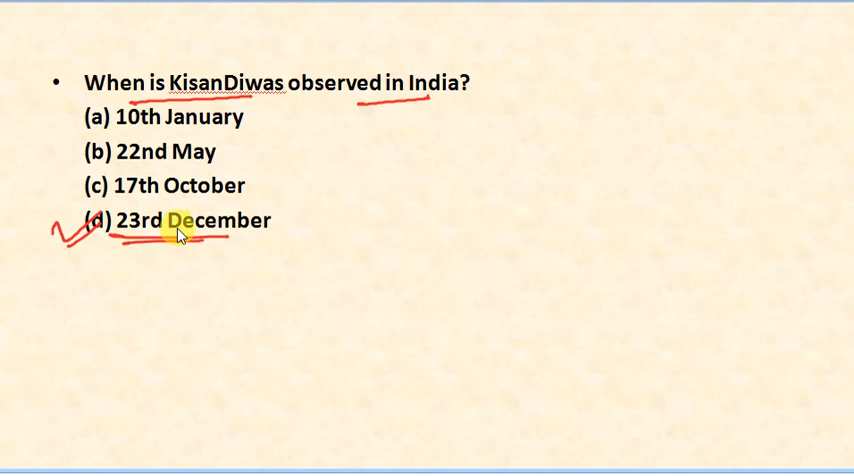 • When is KisanDiwas observed in India?
(a) 10th January
(b) 22nd May
(c) 17th October
(d) 23rd December